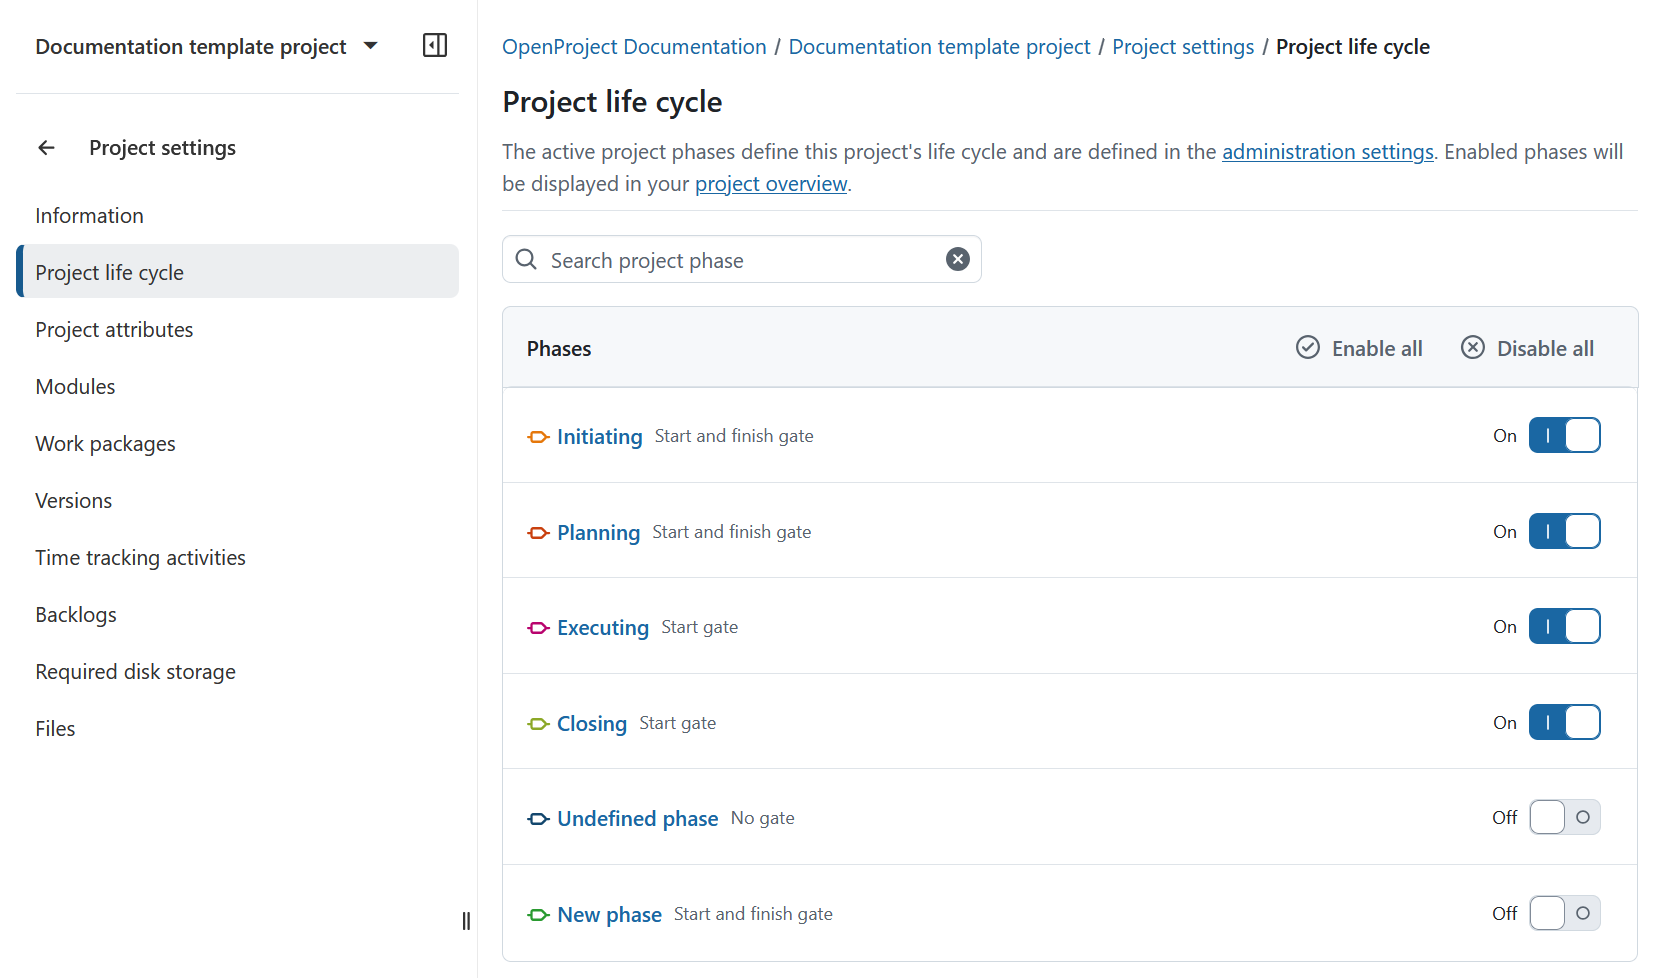 Documentation template project
Project settings
Information
Project life cycle
Project attributes
Modules
Work packages
Versions
Time tracking activities
Backlogs
Required disk storage
Files
OpenProject Documentation / Documentation template project / Project settings / Project life cycle
Project life cycle
The active project phases define this project's life cycle and are defined in the administration settings. Enabled phases will
be displayed in your project overview.
Search project phase
Phases Enable all Disable all
Initiating Start and finish gate On
Planning Start and finish gate On
Executing Start gate On
Closing Start gate On
Undefined phase No gate Off
New phase Start and finish gate Off